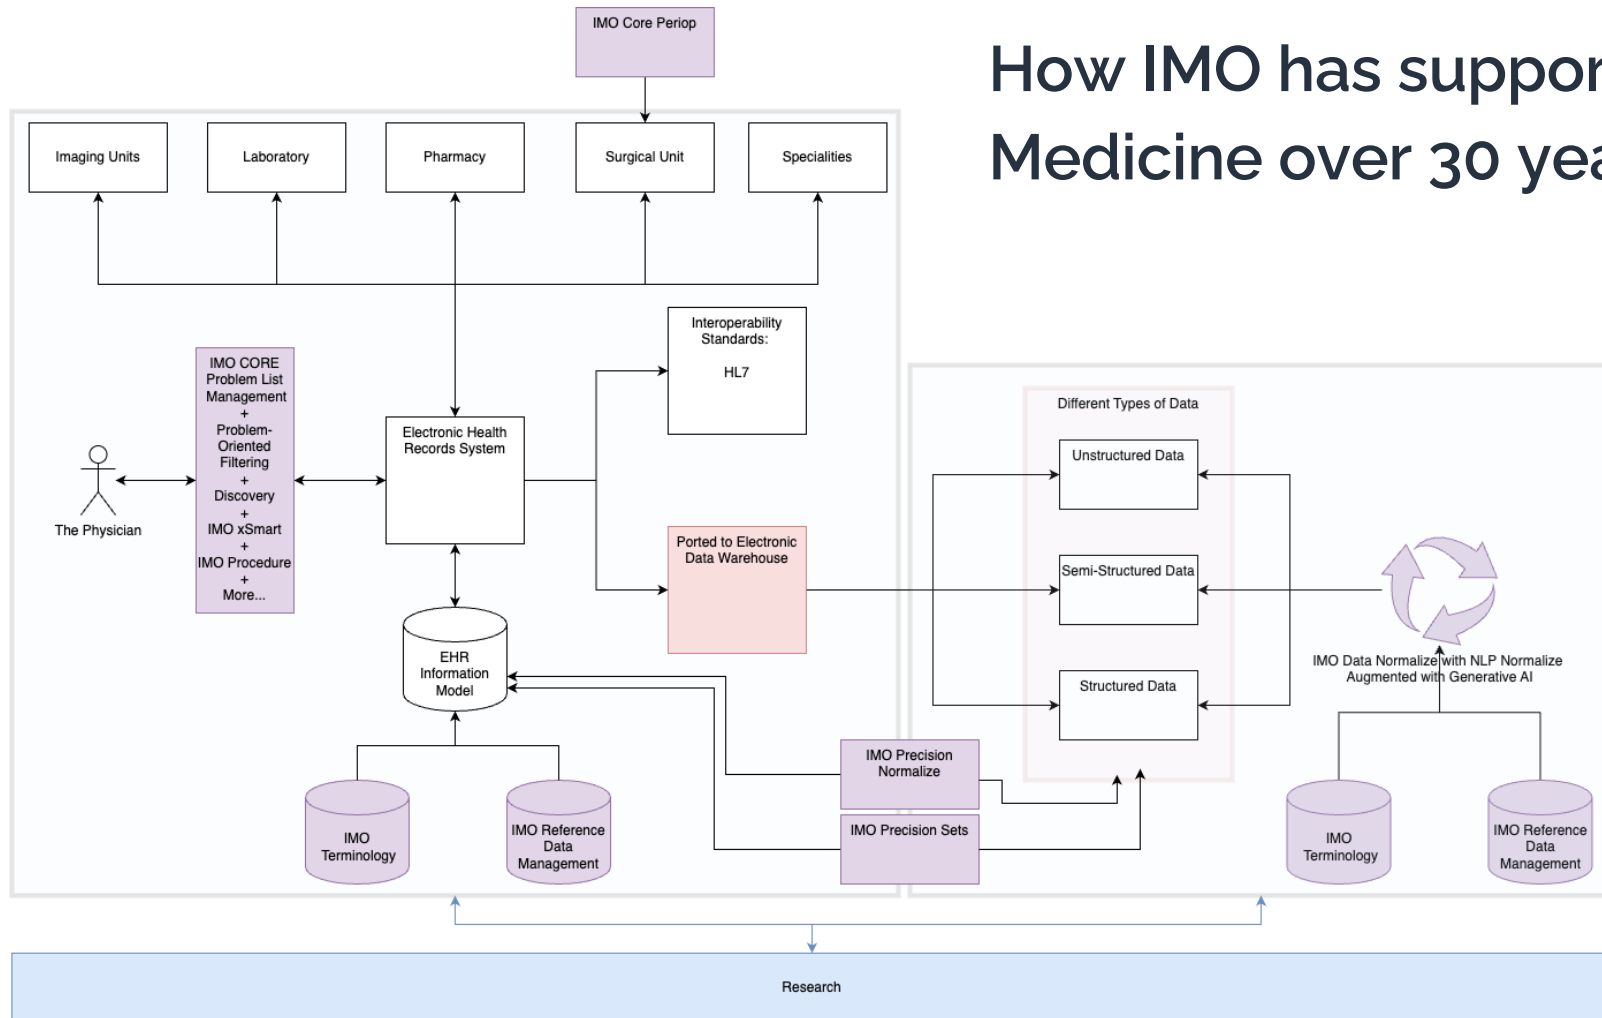 IMO Core Periop
How IMO has suppor
Medicine over 30 yea
Imaging Units
Laboratory
Pharmacy
Surgical Unit
Specialities
Interoperability
Standards:
HL7
IMO CORE
Problem List
Management
+
Problem-
Oriented
Filtering
+
Discovery
+
IMO xSmart
+
IMO Procedure
+
More...
The Physician
Electronic Health
Records System
Ported to Electronic
Data Warehouse
EHR
Information
Model
IMO
Terminology
IMO Reference
Data
Management
Different Types of Data
Unstructured Data
Semi-Structured Data
Structured Data
IMO Data Normalize with NLP Normalize
Augmented with Generative AI
IMO Precision
Normalize
IMO Precision Sets
IMO
Terminology
IMO Reference
Data
Management
Research